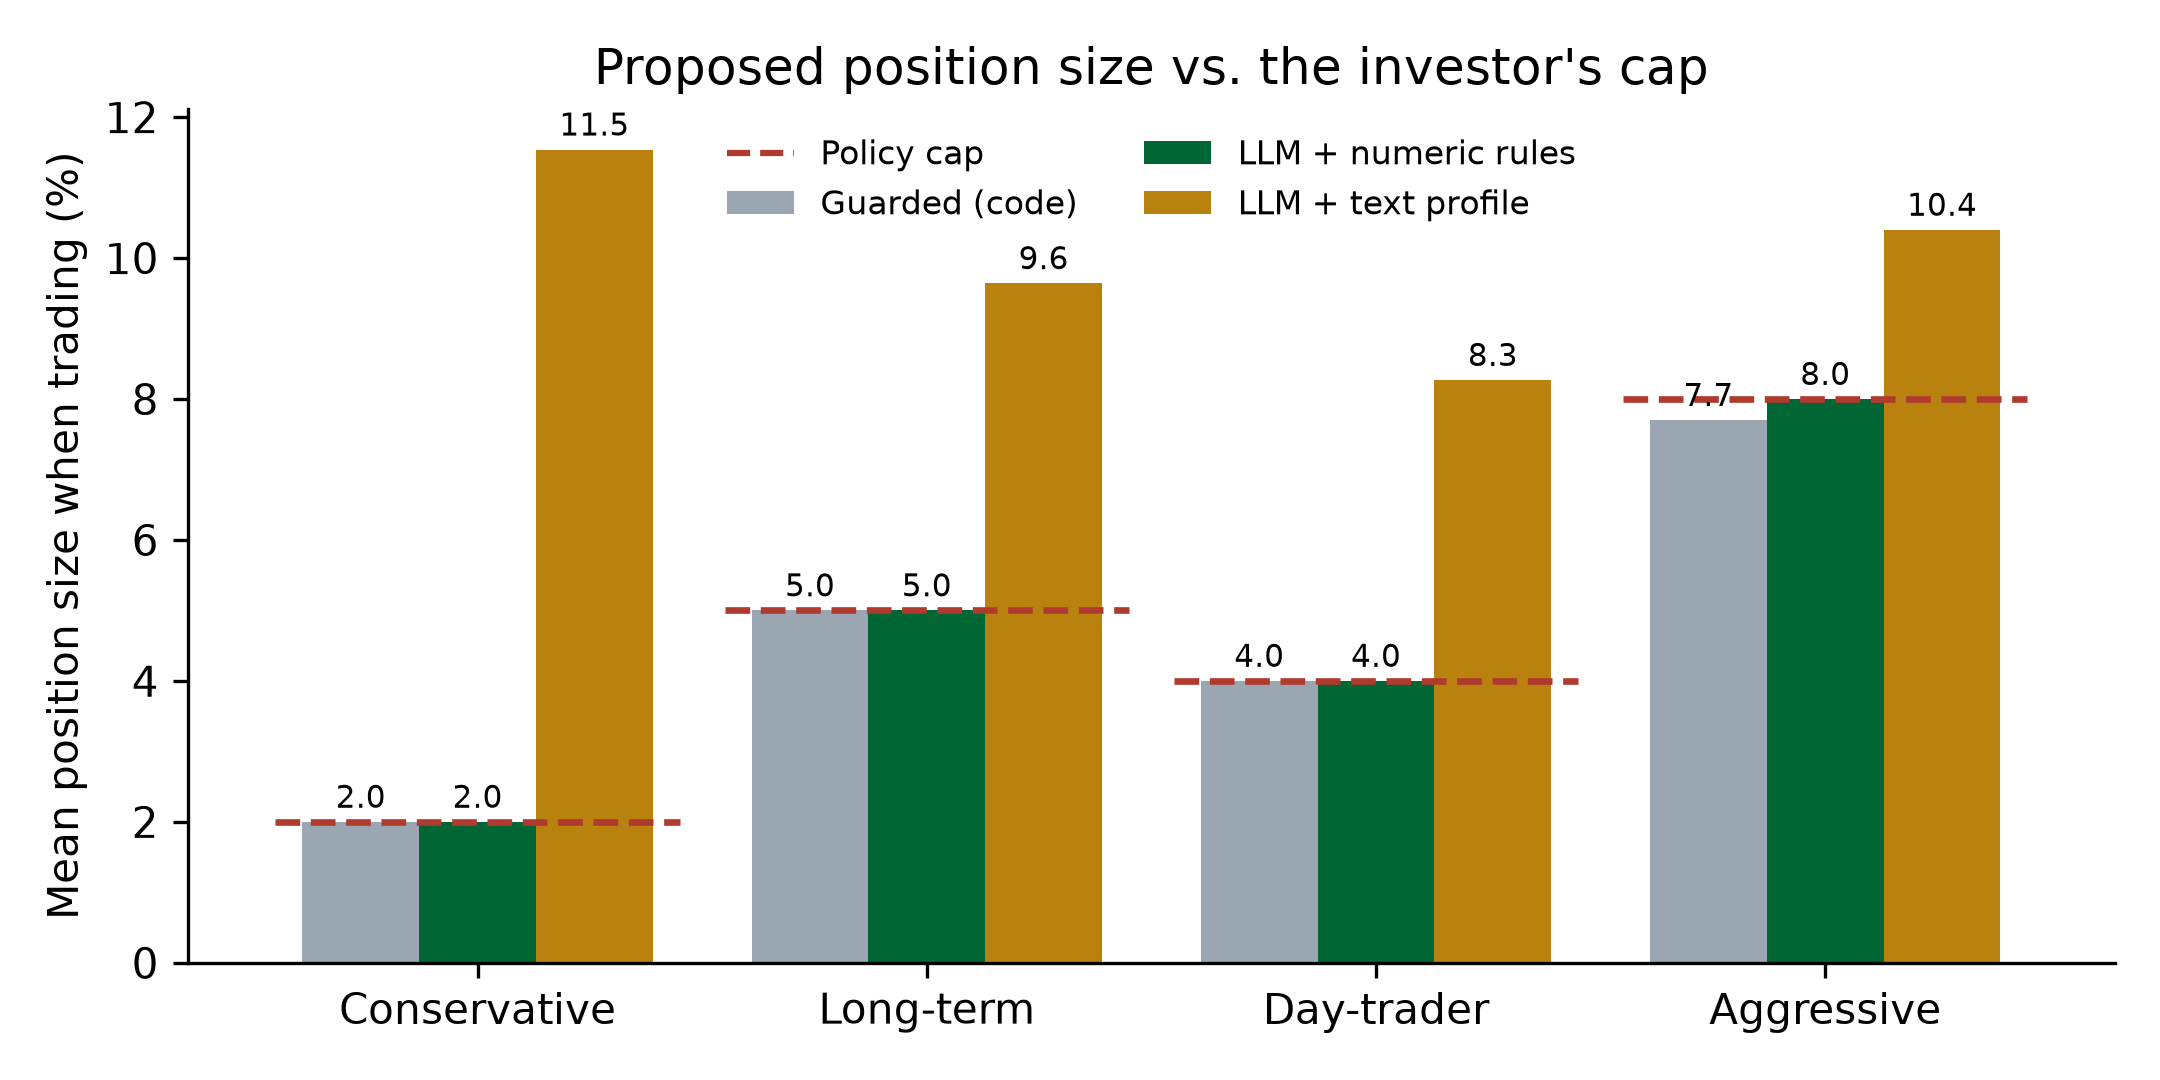 Proposed position size vs. the investor's cap
Mean position size when trading (%)
12
10
8
6
4
2
0
Policy cap
Guarded (code)
LLM + numeric rules
LLM + text profile
2.0
2.0
11.5
5.0
5.0
9.6
4.0
4.0
8.3
7.7
8.0
10.4
Conservative
Long-term
Day-trader
Aggressive